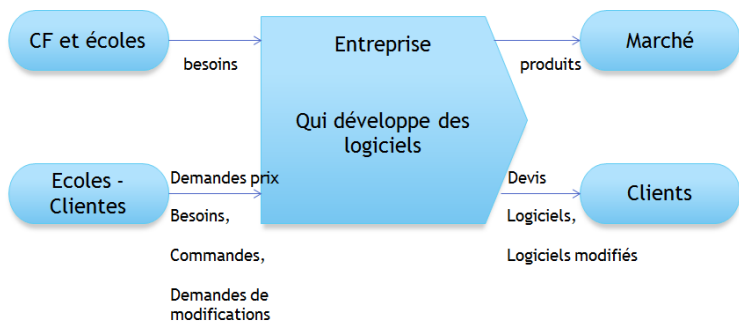 CF et écoles
besoins
Entreprise
Qui développe des
logiciels
produits
Marché
Ecoles -
Clientes
Demandes prix
Besoins,
Commandes,
Demandes de
modifications
Devis
Logiciels,
Logiciels modifiés
Clients